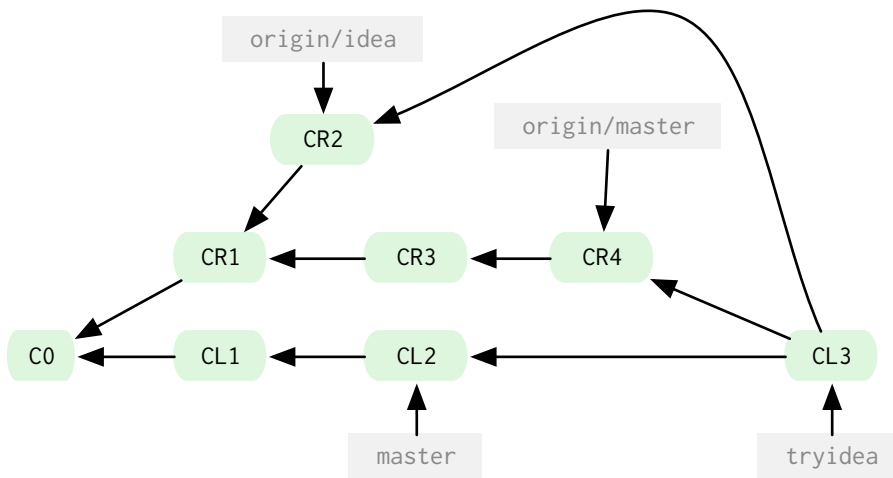 origin/idea
CR2
origin/master
CR1
CR3
CR4
C0
CL1
CL2
CL3
master
tryidea